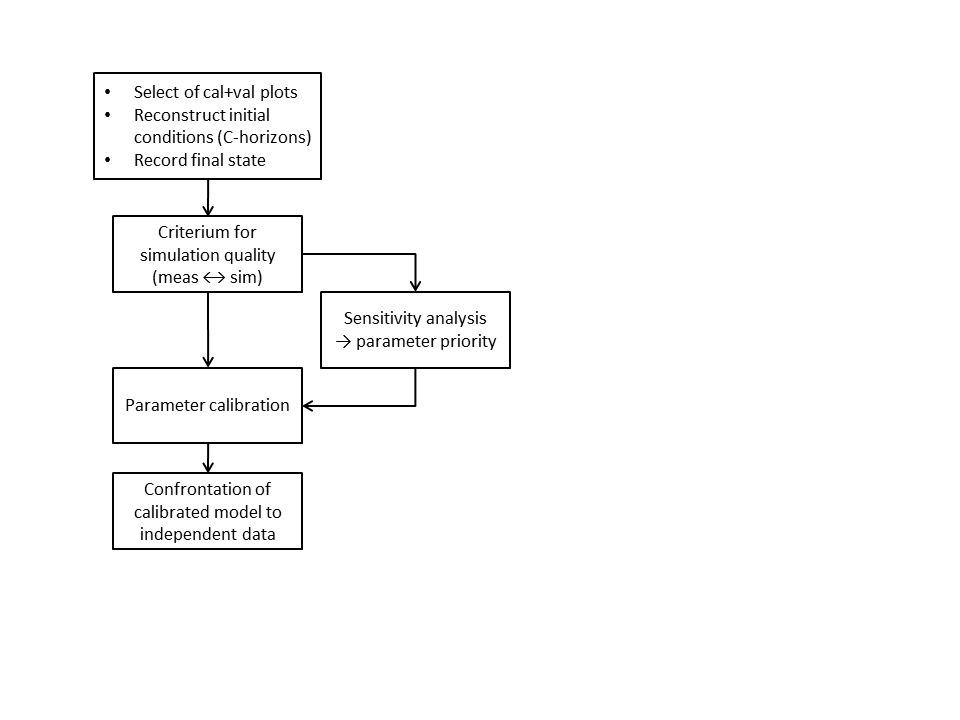 • Select of cal+val plots
• Reconstruct initial
conditions (C-horizons)
• Record final state
Criterium for
simulation quality
(meas ↔ sim)
Sensitivity analysis
→ parameter priority
Parameter calibration
Confrontation of
calibrated model to
independent data